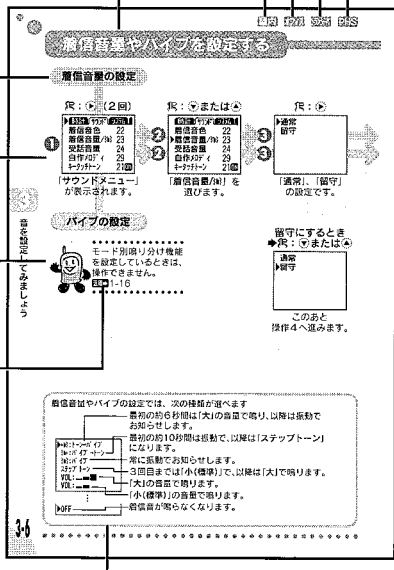 着信音量やバイブを設定する
着信音量の設定
(2回)
または
❶
❷
❷
❸
❸
着信音色 22
着信音量/ﾊﾞｲﾌﾞ 23
受話音量 24
自作ﾒﾛﾃﾞｨ 29
ｷｰﾀｯﾁﾄｰﾝ 210
着信音色 22
着信音量/ﾊﾞｲﾌﾞ 23
受話音量 24
自作ﾒﾛﾃﾞｨ 29
ｷｰﾀｯﾁﾄｰﾝ 210
通常
留守
「サウンドメニュー」
が表示されます。
を
選びます。
「通常」、「留守」
の設定です。
音を設定してみましょう
バイブの設定
モード別鳴り分け機能
を設定しているときは、
操作できません。
1-16
留守にするとき
または
通常
留守
このあと
操作4へ進みます。
着信音量やバイブの設定では、次の種類が選べます
最初の約6秒間は「大」の音量で鳴り、以降は振動で
お知らせします。
最初の約10秒間は振動で、以降は「ステップトーン」
になります。
常に振動でお知らせします。
3回目までは「小(標準)」で、以降は「大」で鳴ります。
「大」の音量で鳴ります。
「小(標準)」の音量で鳴ります。
着信音が鳴らなくなります。
ｽﾃｯﾌﾟﾄｰﾝ
VOL:
VOL:
OFF
3-6